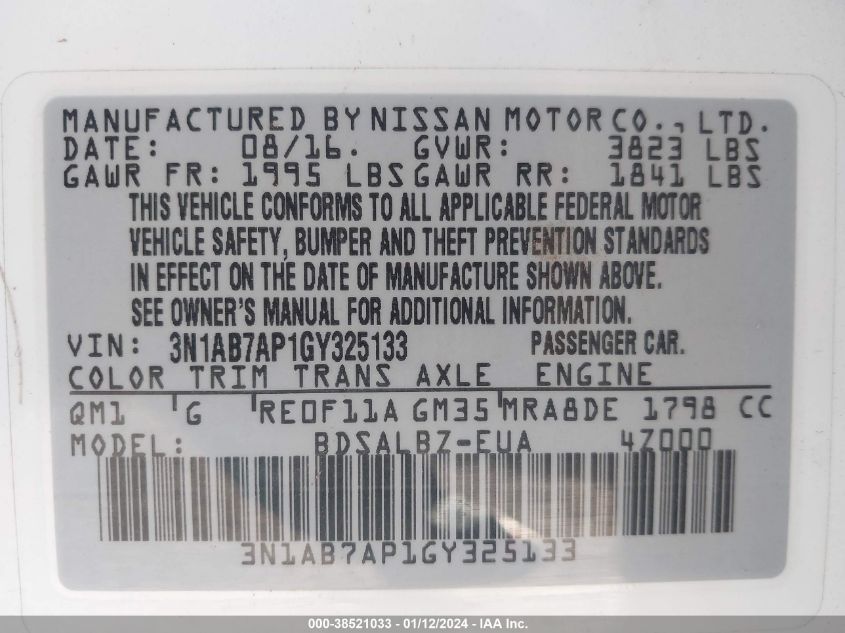 MANUFACTURED BY NISSAN MOTOR CO., LTD.
DATE: 08/16. GVWR: 3823 LBS
GAWR FR: 1995 LBS GAWR RR: 1841 LBS
THIS VEHICLE CONFORMS TO ALL APPLICABLE FEDERAL MOTOR
VEHICLE SAFETY, BUMPER AND THEFT PREVENTION STANDARDS
IN EFFECT ON THE DATE OF MANUFACTURE SHOWN ABOVE.
SEE OWNER'S MANUAL FOR ADDITIONAL INFORMATION.
VIN: 3N1AB7AP1GY325133 PASSENGER CAR.
COLOR TRIM TRANS AXLE ENGINE
QM1 G RE0F11A GM35 MRA8DE 1798 CC
MODEL: BDSALBZ-EUA 4Z000
3N1AB7AP1GY325133
000-38521033 - 01/12/2024 - IAA Inc.